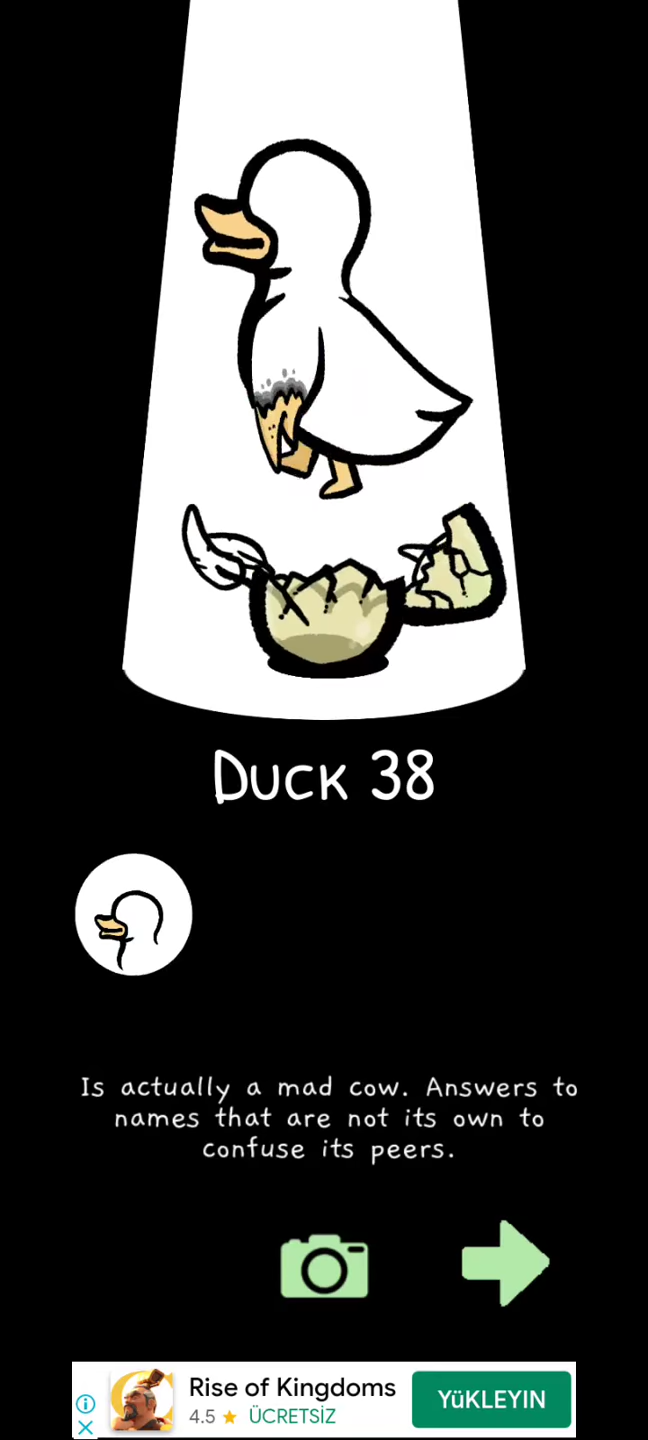 Duck 38
Is actually a mad cow. Answers to
names that are not its own to
confuse its peers.
Rise of Kingdoms
4.5 ★ ÜCRETSİZ
YüKLEYIN